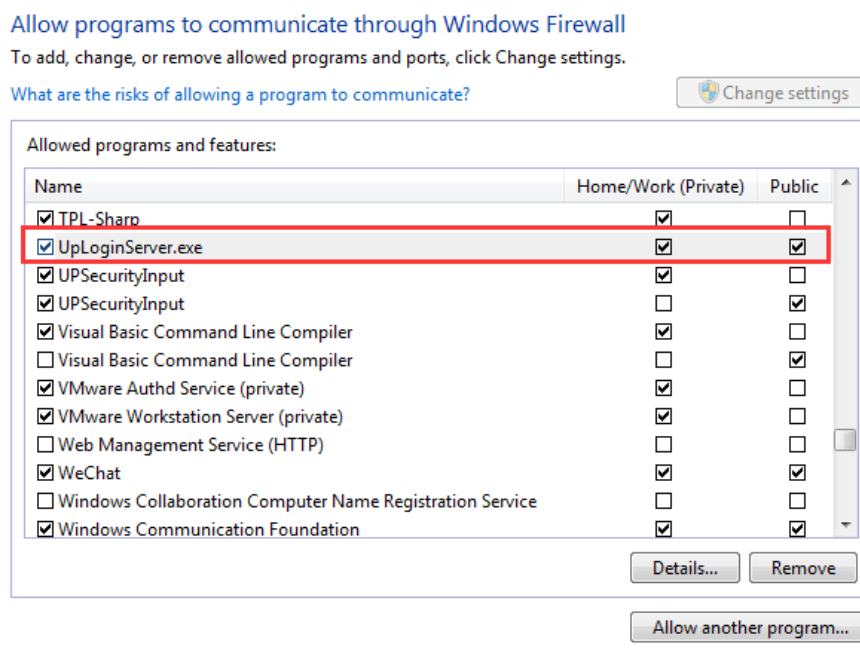 Allow programs to communicate through Windows Firewall
To add, change, or remove allowed programs and ports, click Change settings.
What are the risks of allowing a program to communicate?
Change settings
Allowed programs and features:
Name Home/Work (Private) Public
TPL-Sharp
UpLoginServer.exe
UPSecurityInput
UPSecurityInput
Visual Basic Command Line Compiler
Visual Basic Command Line Compiler
VMware Authd Service (private)
VMware Workstation Server (private)
Web Management Service (HTTP)
WeChat
Windows Collaboration Computer Name Registration Service
Windows Communication Foundation
Details... Remove
Allow another program...